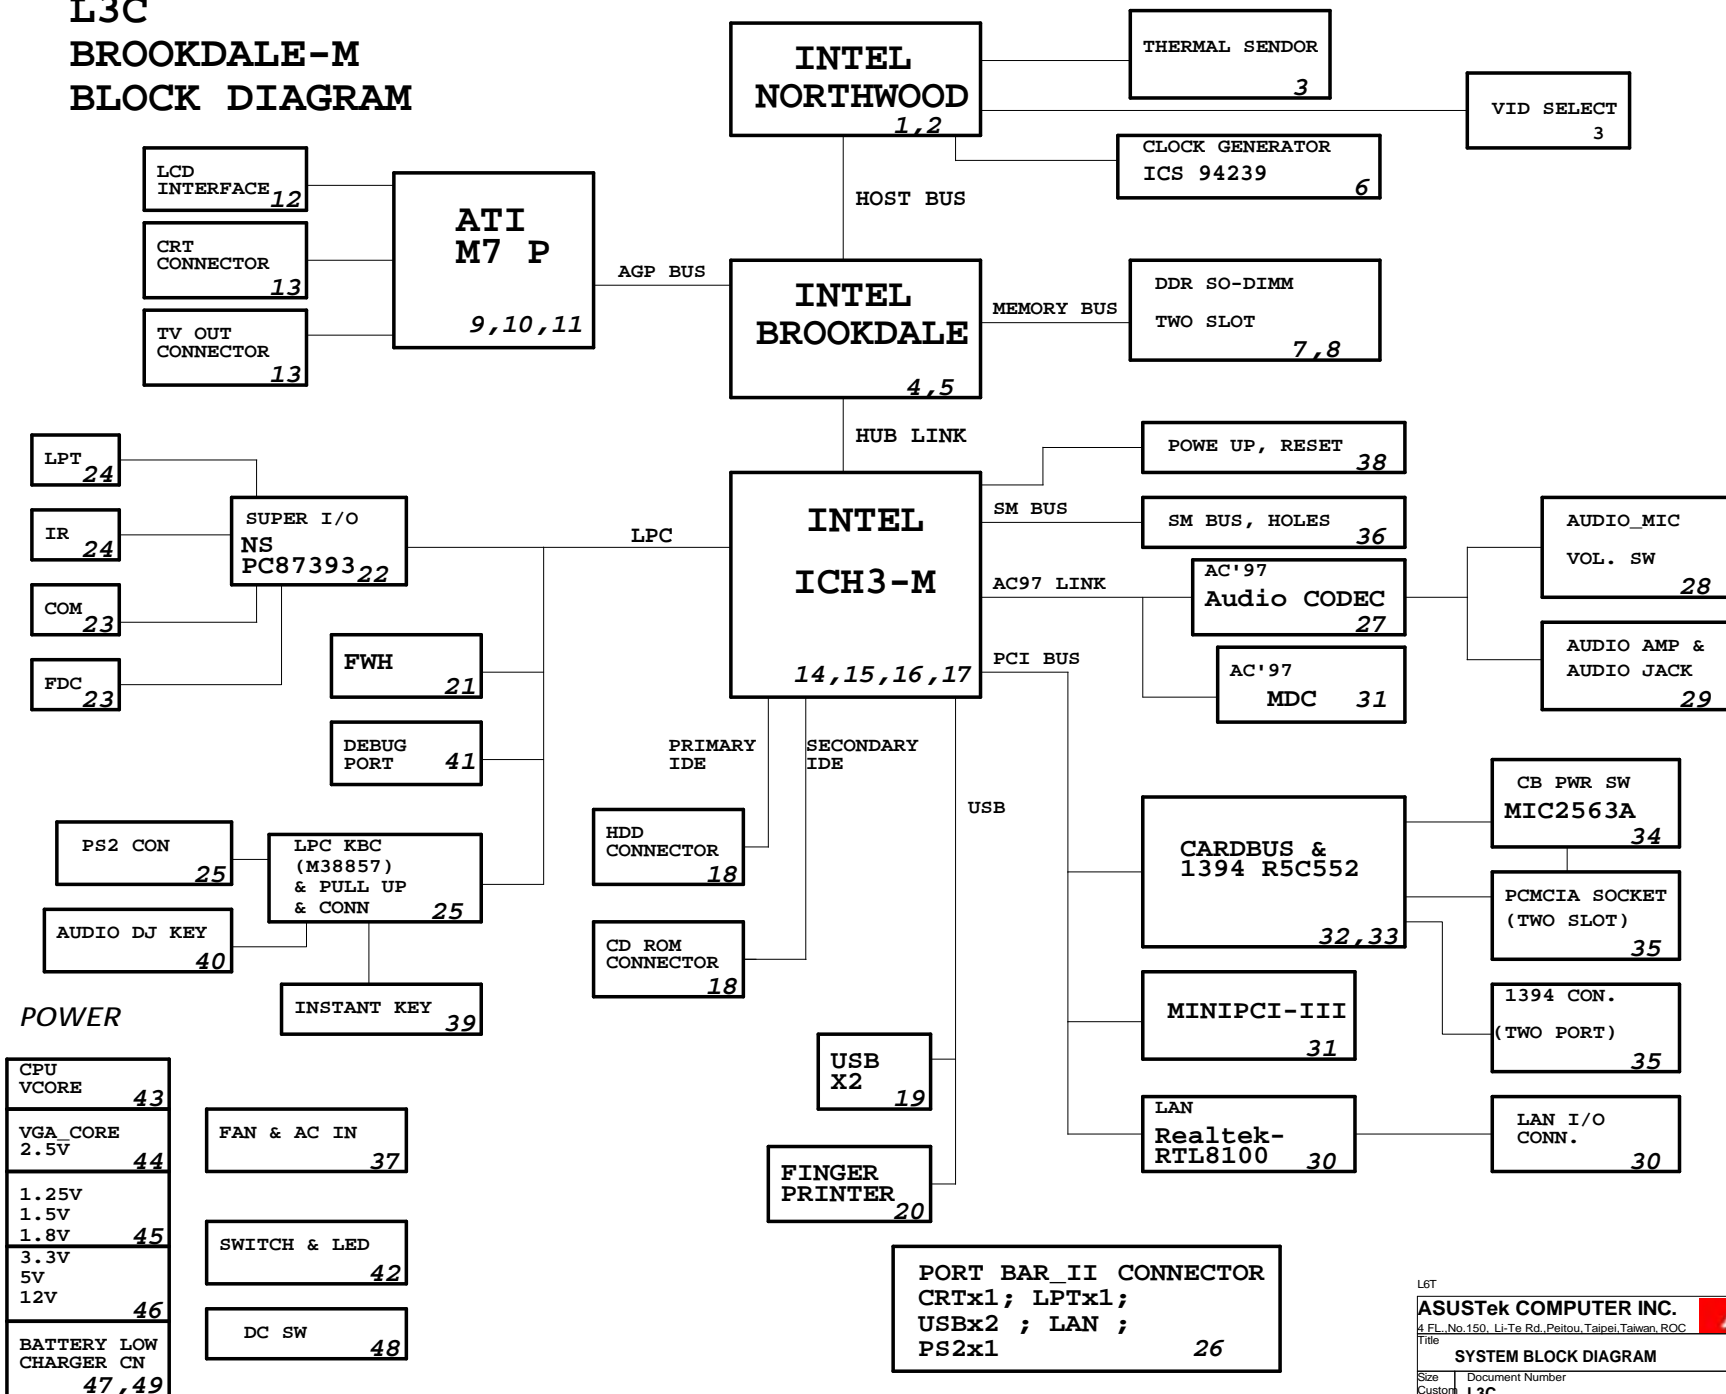 L3C
BROOKDALE-M
BLOCK DIAGRAM
INTEL
NORTHWOOD
1,2
THERMAL SENDOR
3
VID SELECT
3
CLOCK GENERATOR
ICS 94239
6
HOST BUS
LCD
INTERFACE
12
CRT
CONNECTOR
13
TV OUT
CONNECTOR
13
ATI
M7 P
9,10,11
AGP BUS
INTEL
BROOKDALE
4,5
MEMORY BUS
DDR SO-DIMM
TWO SLOT
7,8
HUB LINK
LPT
24
IR
24
COM
23
FDC
23
SUPER I/O
NS
PC87393
22
LPC
INTEL
ICH3-M
14,15,16,17
POWE UP, RESET
38
SM BUS
SM BUS, HOLES
36
AC97 LINK
AC'97
Audio CODEC
27
AUDIO_MIC
VOL. SW
28
AUDIO AMP &
AUDIO JACK
29
PCI BUS
AC'97
MDC 31
FWH
21
DEBUG
PORT
41
PRIMARY
IDE
SECONDARY
IDE
USB
PS2 CON
25
LPC KBC
(M38857)
& PULL UP
& CONN
25
AUDIO DJ KEY
40
INSTANT KEY
39
HDD
CONNECTOR
18
CD ROM
CONNECTOR
18
CARDBUS &
1394 R5C552
32,33
CB PWR SW
MIC2563A
34
PCMCIA SOCKET
(TWO SLOT)
35
1394 CON.
(TWO PORT)
35
MINIPCI-III
31
USB
X2
19
LAN
Realtek-
RTL8100
30
LAN I/O
CONN.
30
FINGER
PRINTER
20
POWER
CPU
VCORE
43
VGA_CORE
2.5V
44
1.25V
1.5V
1.8V
45
3.3V
5V
12V
46
BATTERY LOW
CHARGER CN
47,49
FAN & AC IN
37
SWITCH & LED
42
DC SW
48
PORT BAR_II CONNECTOR
CRTx1; LPTx1;
USBx2 ; LAN ;
PS2x1
26
L6T
ASUSTek COMPUTER INC.
4 FL.,No.150, Li-Te Rd.,Peitou,Taipei,Taiwan, ROC
Title
SYSTEM BLOCK DIAGRAM
Size
Document Number
Custom
L3C